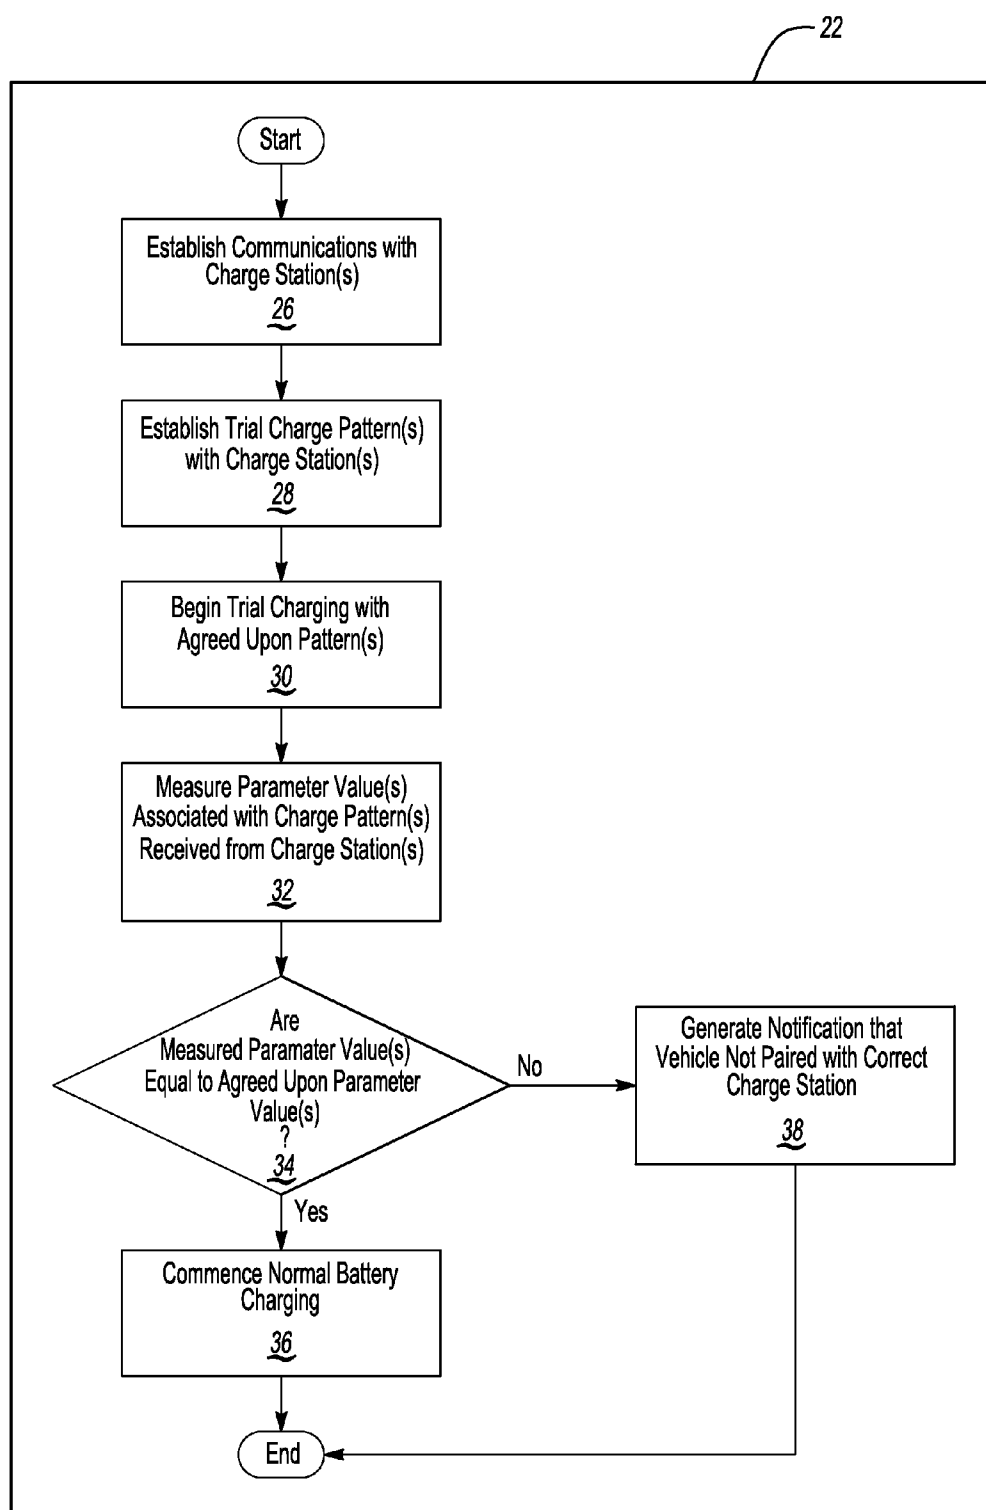 22
Start
Establish Communications with
Charge Station(s)
26
Establish Trial Charge Pattern(s)
with Charge Station(s)
28
Begin Trial Charging with
Agreed Upon Pattern(s)
30
Measure Parameter Value(s)
Associated with Charge Pattern(s)
Received from Charge Station(s)
32
Are
Measured Paramater Value(s)
Equal to Agreed Upon Parameter
Value(s)
?
34
No
Generate Notification that
Vehicle Not Paired with Correct
Charge Station
38
Yes
Commence Normal Battery
Charging
36
End